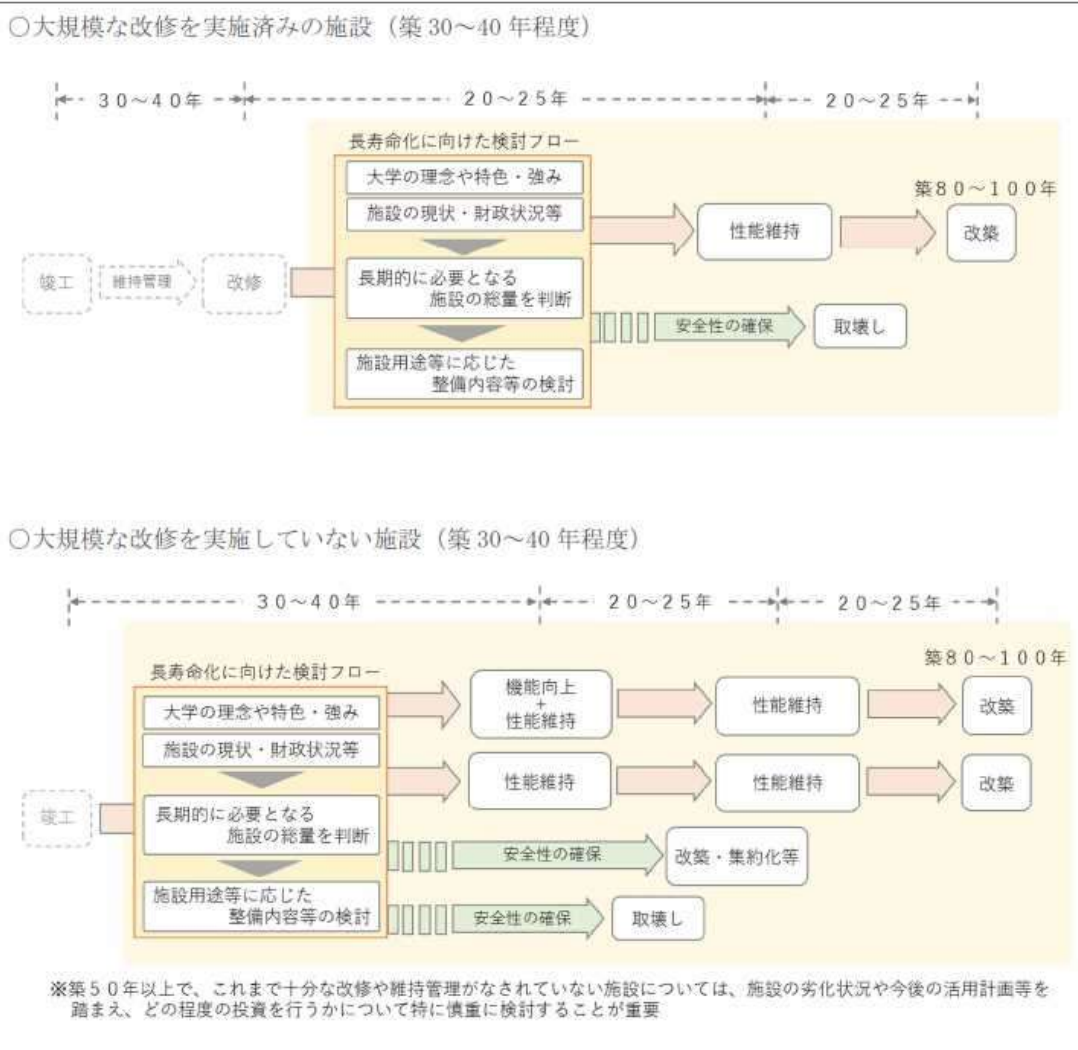 ○大規模な改修を実施済みの施設（築30～40年程度）
30～40年
20～25年
20～25年
長寿命化に向けた検討フロー
大学の理念や特色・強み
施設の現状・財政状況等
長期的に必要となる
施設の総量を判断
施設用途等に応じた
整備内容等の検討
竣工
維持管理
改修
性能維持
築80～100年
改築
安全性の確保
取壊し
○大規模な改修を実施していない施設（築30～40年程度）
30～40年
20～25年
20～25年
長寿命化に向けた検討フロー
大学の理念や特色・強み
施設の現状・財政状況等
長期的に必要となる
施設の総量を判断
施設用途等に応じた
整備内容等の検討
竣工
機能向上
+
性能維持
性能維持
築80～100年
改築
性能維持
性能維持
改築
安全性の確保
改築・集約化等
安全性の確保
取壊し
※築50年以上で、これまで十分な改修や維持管理がなされていない施設については、施設の劣化状況や今後の活用計画等を
踏まえ、どの程度の投資を行うかについて特に慎重に検討することが重要